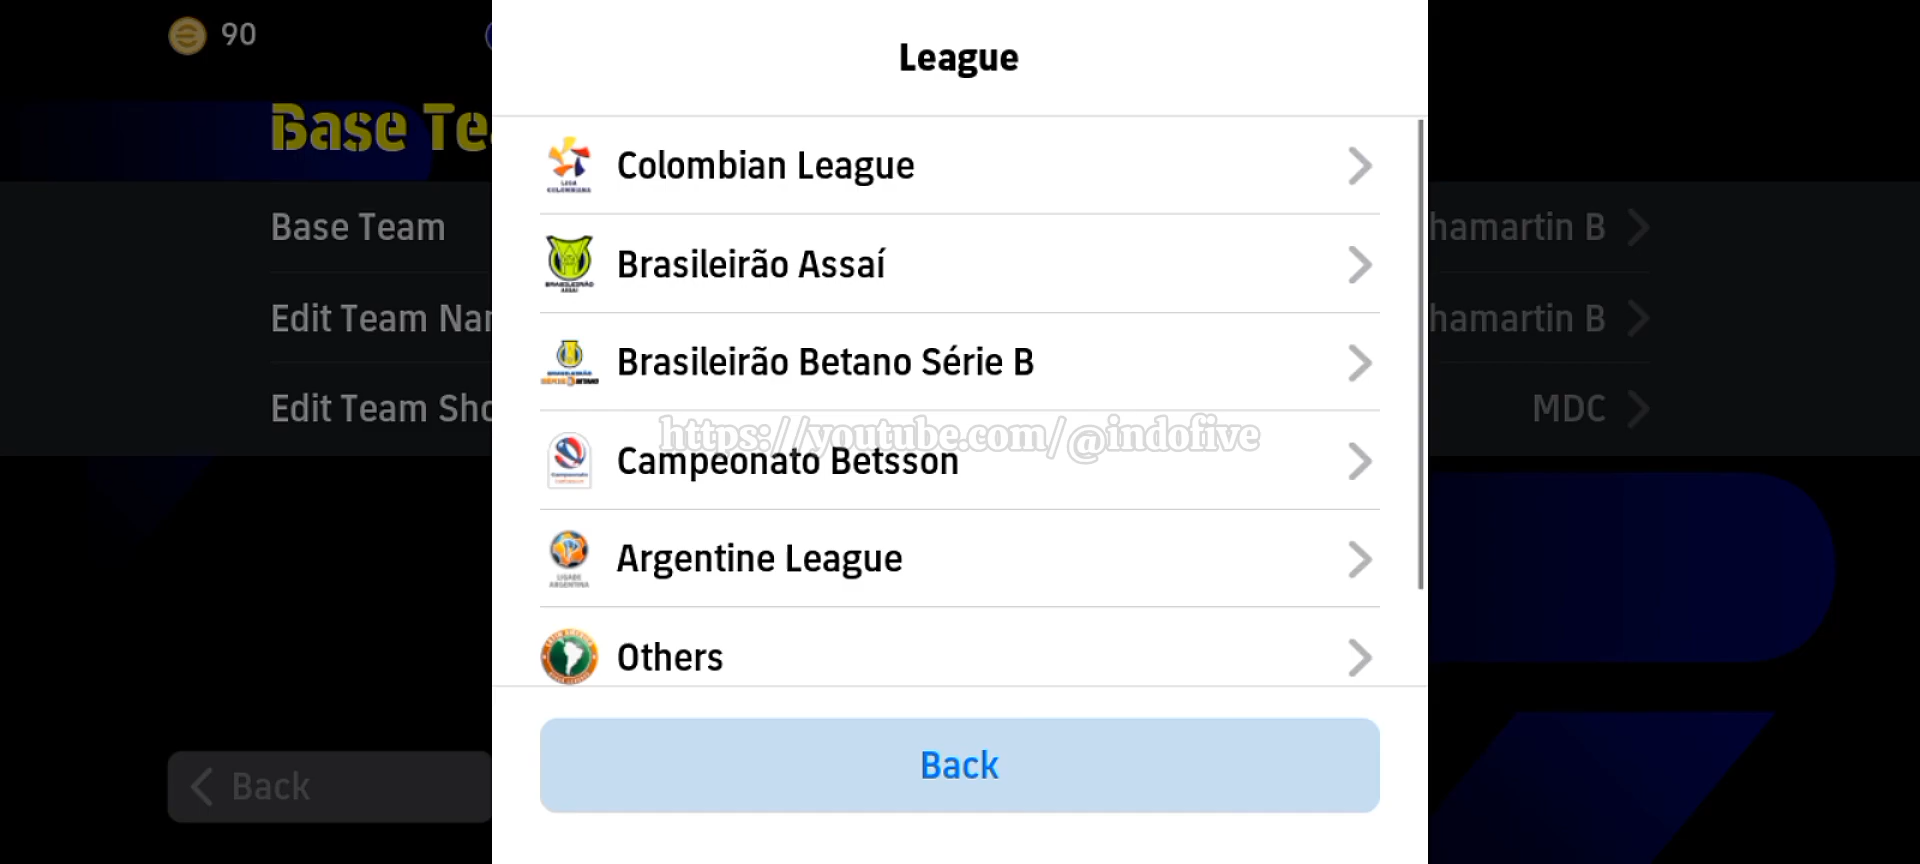 90
League
Base Te
Colombian League
Base Team
hamartin B
Brasileirão Assaí
Edit Team Nar
hamartin B
Brasileirão Betano Série B
Edit Team Sho
MDC
https://youtube.com/@indofive
Campeonato Betsson
Argentine League
Others
Back
Back